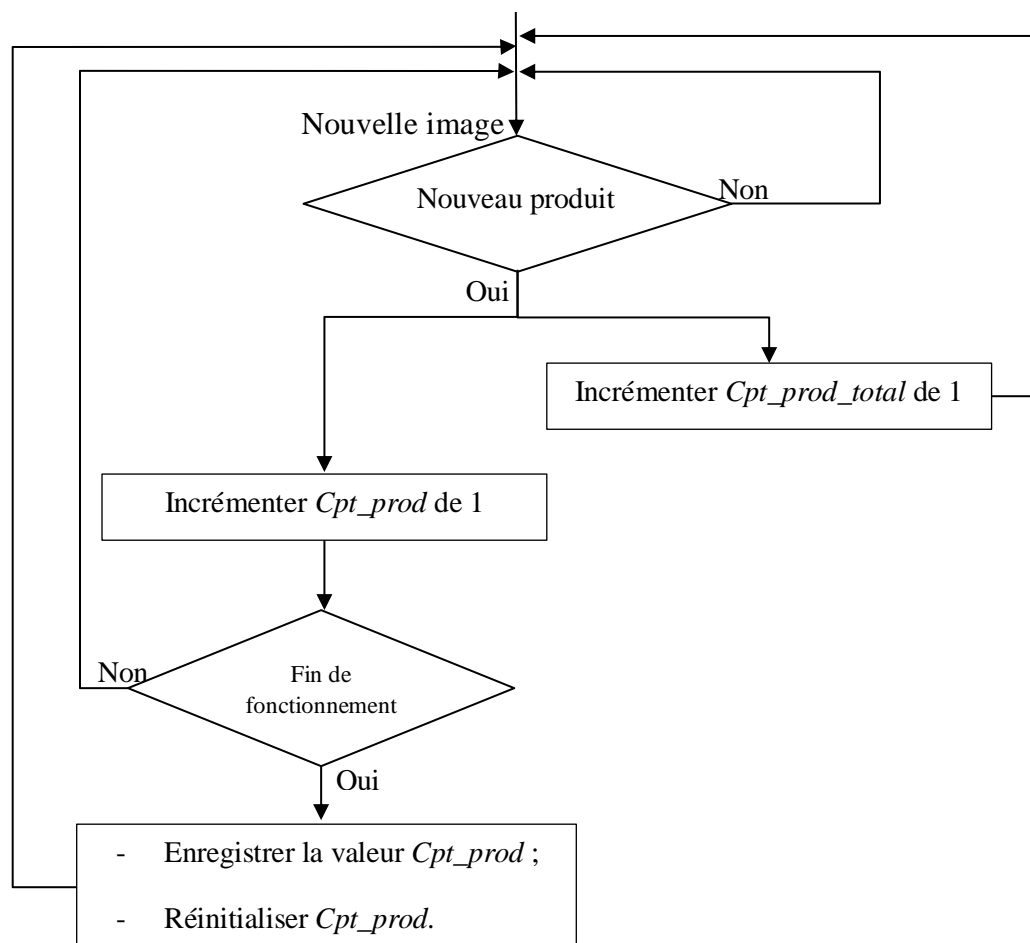 Nouvelle image
Nouveau produit
Non
Oui
Incrémenter Cpt_prod_total de 1
Incrémenter Cpt_prod de 1
Non
Fin de
fonctionnement
Oui
- Enregistrer la valeur Cpt_prod ;
- Réinitialiser Cpt_prod.